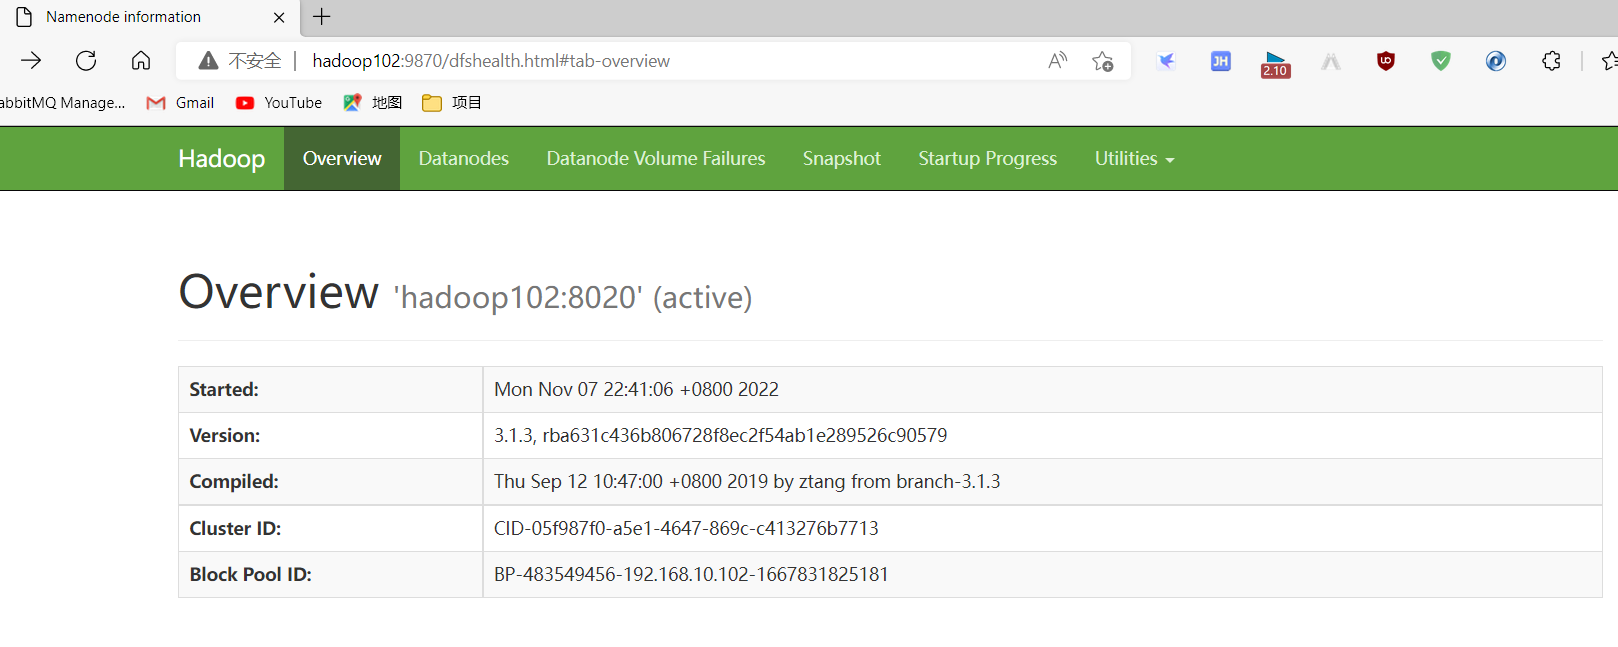 Namenode information
不安全 hadoop102:9870/dfshealth.html#tab-overview
JH
2.10
abbitMQ Manage... Gmail YouTube 地图 项目
Hadoop Overview Datanodes Datanode Volume Failures Snapshot Startup Progress Utilities
Overview 'hadoop102:8020' (active)
Started: Mon Nov 07 22:41:06 +0800 2022
Version: 3.1.3, rba631c436b806728f8ec2f54ab1e289526c90579
Compiled: Thu Sep 12 10:47:00 +0800 2019 by ztang from branch-3.1.3
Cluster ID: CID-05f987f0-a5e1-4647-869c-c413276b7713
Block Pool ID: BP-483549456-192.168.10.102-1667831825181